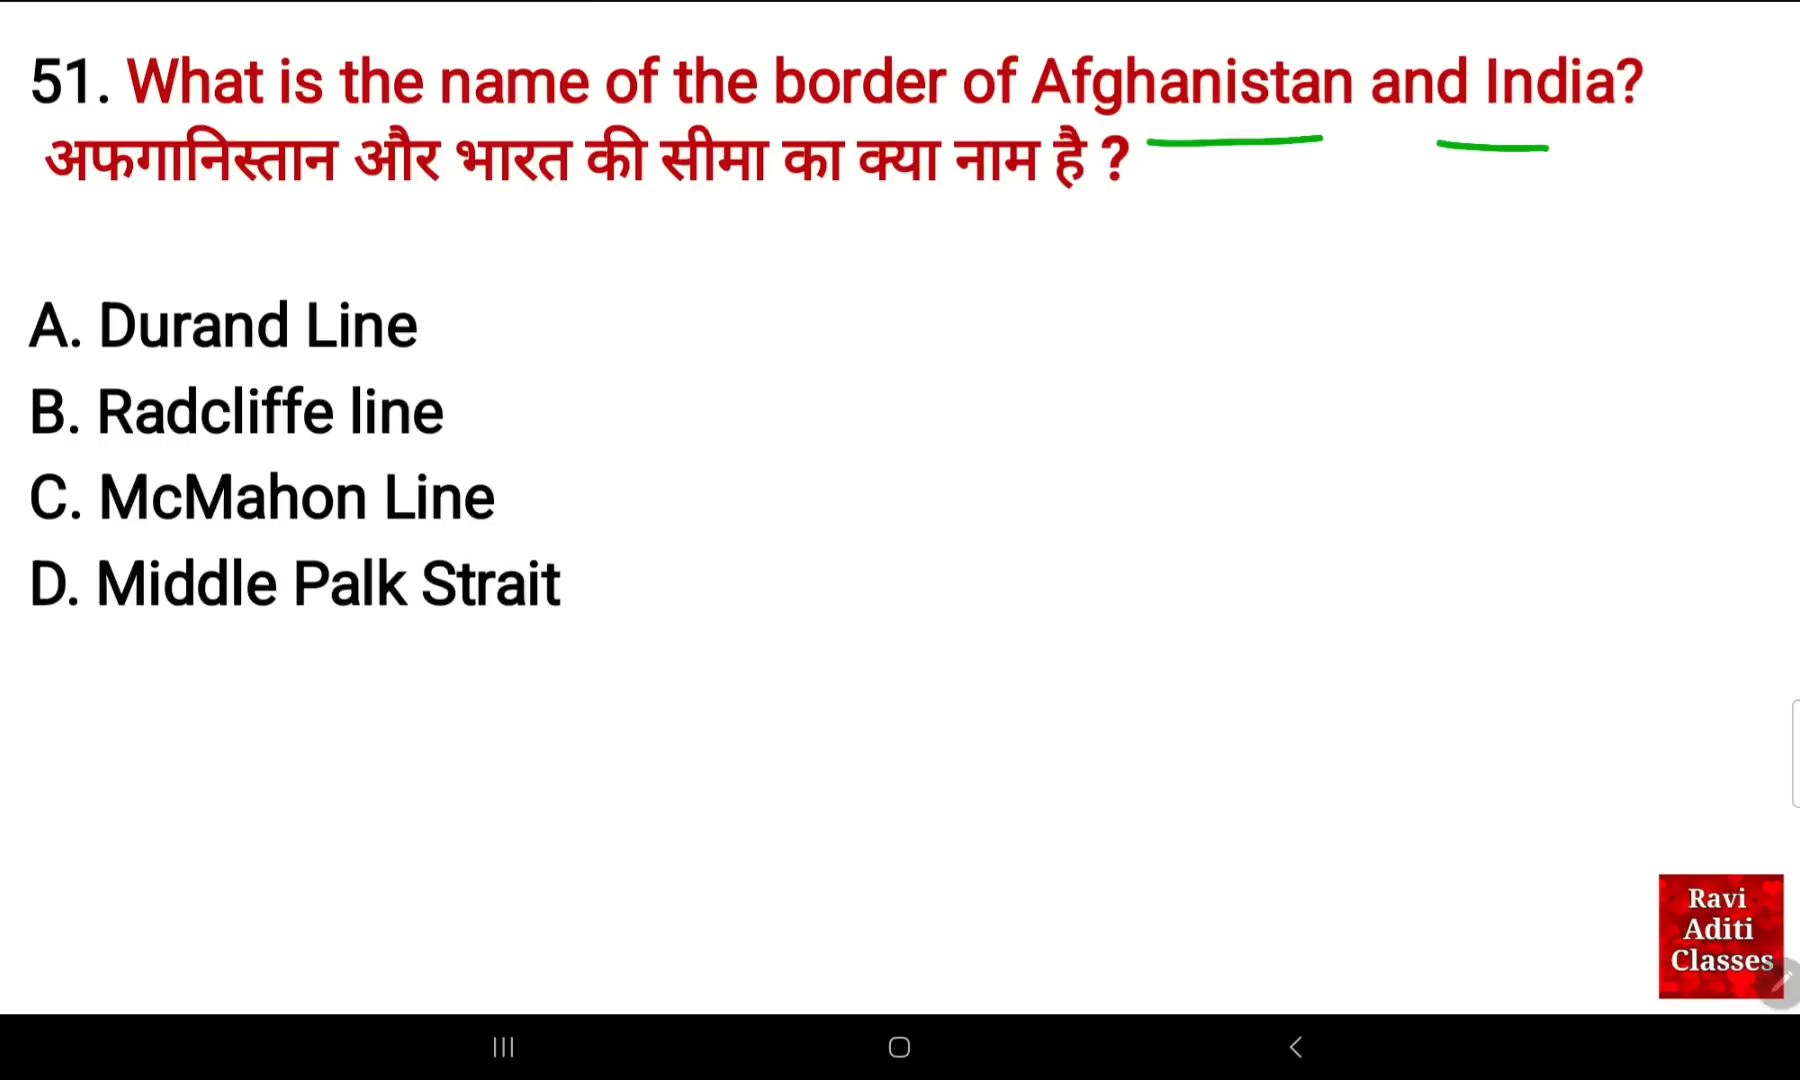 51. What is the name of the border of Afghanistan and India?
अफगानिस्तान और भारत की सीमा का क्या नाम है ?
A. Durand Line
B. Radcliffe line
C. McMahon Line
D. Middle Palk Strait
Ravi
Aditi
Classes